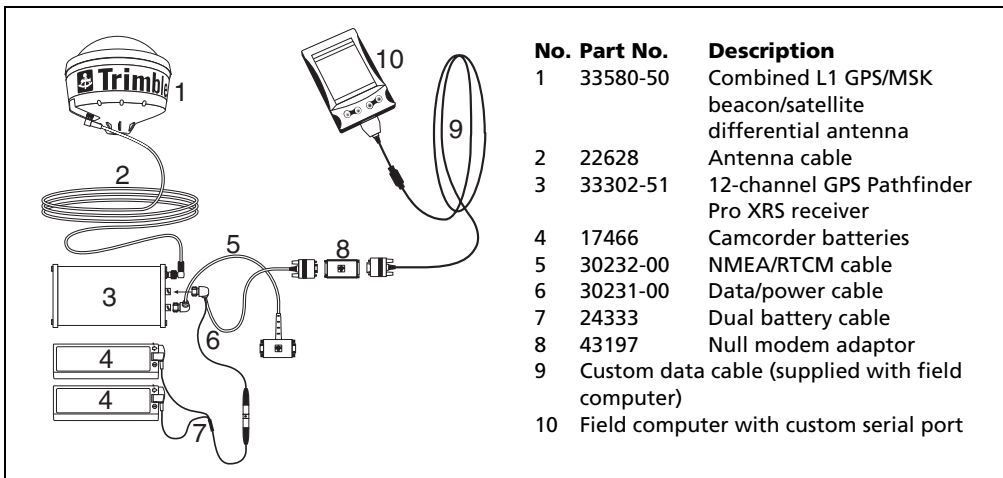 Trimble
1
2
3
4
4
5
6
7
8
9
10
No. Part No. Description
1 33580-50 Combined L1 GPS/MSK
beacon/satellite
differential antenna
2 22628 Antenna cable
3 33302-51 12-channel GPS Pathfinder
Pro XRS receiver
4 17466 Camcorder batteries
5 30232-00 NMEA/RTCM cable
6 30231-00 Data/power cable
7 24333 Dual battery cable
8 43197 Null modem adaptor
9 Custom data cable (supplied with field
computer)
10 Field computer with custom serial port